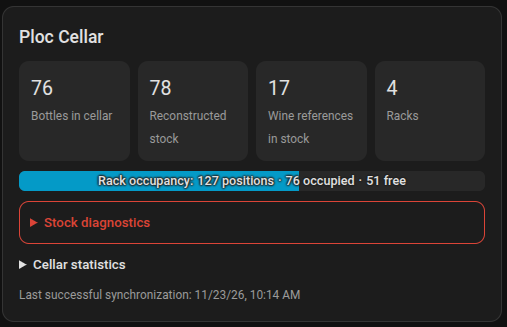 Ploc Cellar
76
Bottles in cellar
78
Reconstructed
stock
17
Wine references
in stock
4
Racks
Rack occupancy: 127 positions · 76 occupied · 51 free
▶ Stock diagnostics
▶ Cellar statistics
Last successful synchronization: 11/23/26, 10:14 AM